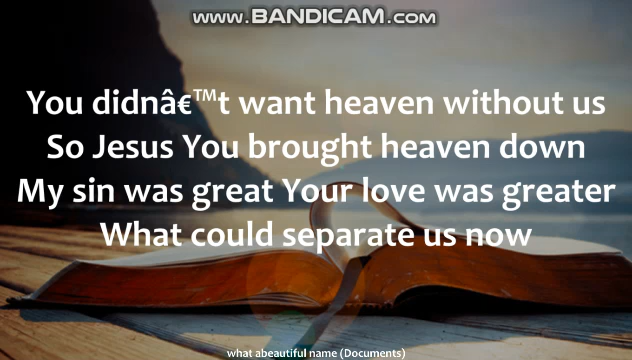 www.BANDICAM.com
You didnâ€™t want heaven without us
So Jesus You brought heaven down
My sin was great Your love was greater
What could separate us now
what abeautiful name (Documents)